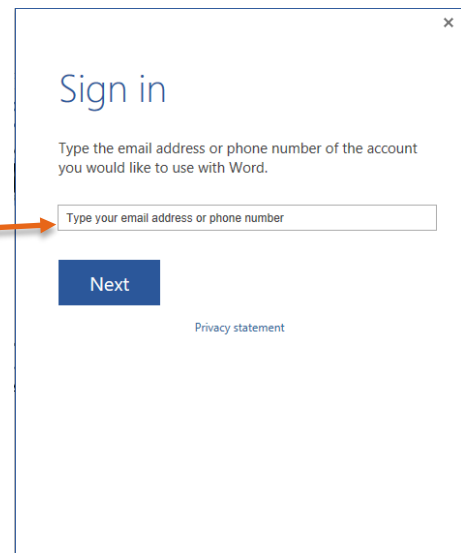 Sign in
Type the email address or phone number of the account
you would like to use with Word.
Type your email address or phone number
Next
Privacy statement